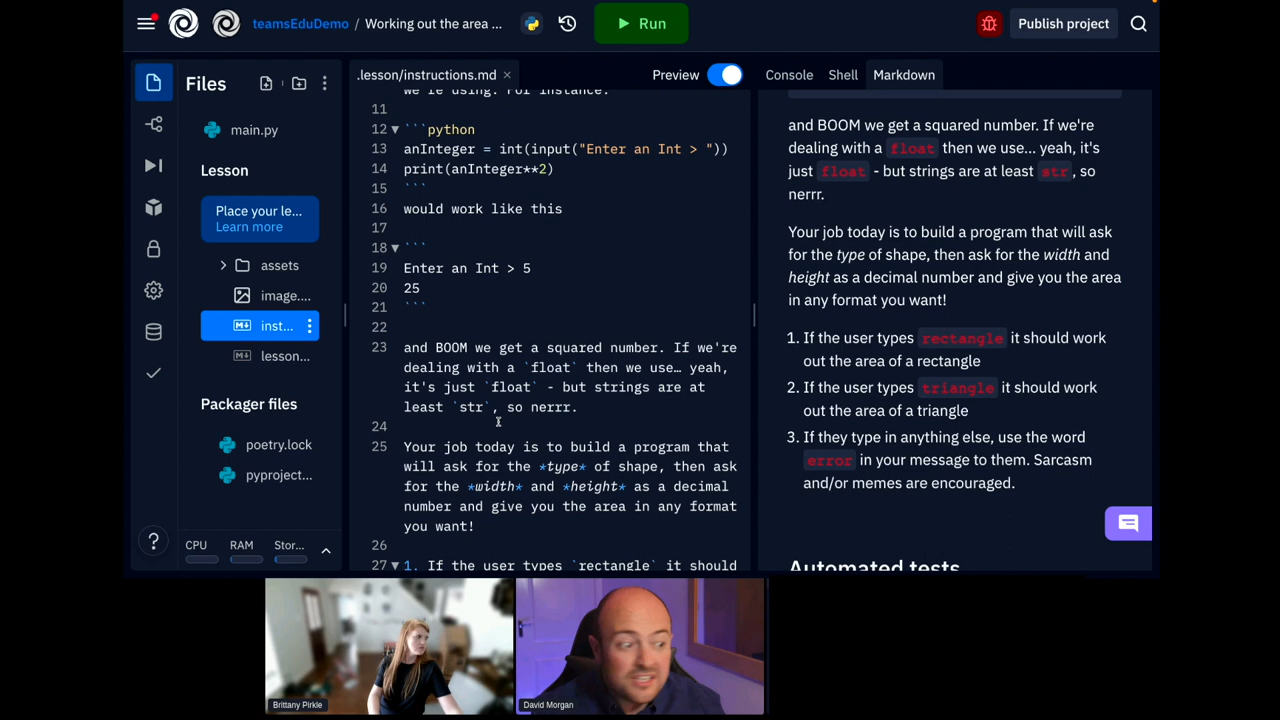 teamsEduDemo / Working out the area ...
Run
Publish project
Files
main.py
Lesson
Place your le...
Learn more
assets
image....
inst...
lesson...
Packager files
poetry.lock
pyproject...
?
CPU RAM Stor...
.lesson/instructions.md ×
Preview
we're using. For instance:
11
12 ```python
13 anInteger = int(input("Enter an Int > "))
14 print(anInteger**2)
15 ```
16 would work like this
17
18 ```
19 Enter an Int > 5
20 25
21 ```
22
23 and BOOM we get a squared number. If we're
dealing with a `float` then we use… yeah,
it's just `float` - but strings are at
least `str`, so nerrr.
24
25 Your job today is to build a program that
will ask for the *type* of shape, then ask
for the *width* and *height* as a decimal
number and give you the area in any format
you want!
26
27 1. If the user types `rectangle` it should
Console Shell Markdown
and BOOM we get a squared number. If we're
dealing with a float then we use… yeah, it's
just float - but strings are at least str, so
nerrr.
Your job today is to build a program that will ask
for the type of shape, then ask for the width and
height as a decimal number and give you the area
in any format you want!
1. If the user types rectangle it should work
out the area of a rectangle
2. If the user types triangle it should work
out the area of a triangle
3. If they type in anything else, use the word
error in your message to them. Sarcasm
and/or memes are encouraged.
Automated tests
Brittany Pirkle
David Morgan